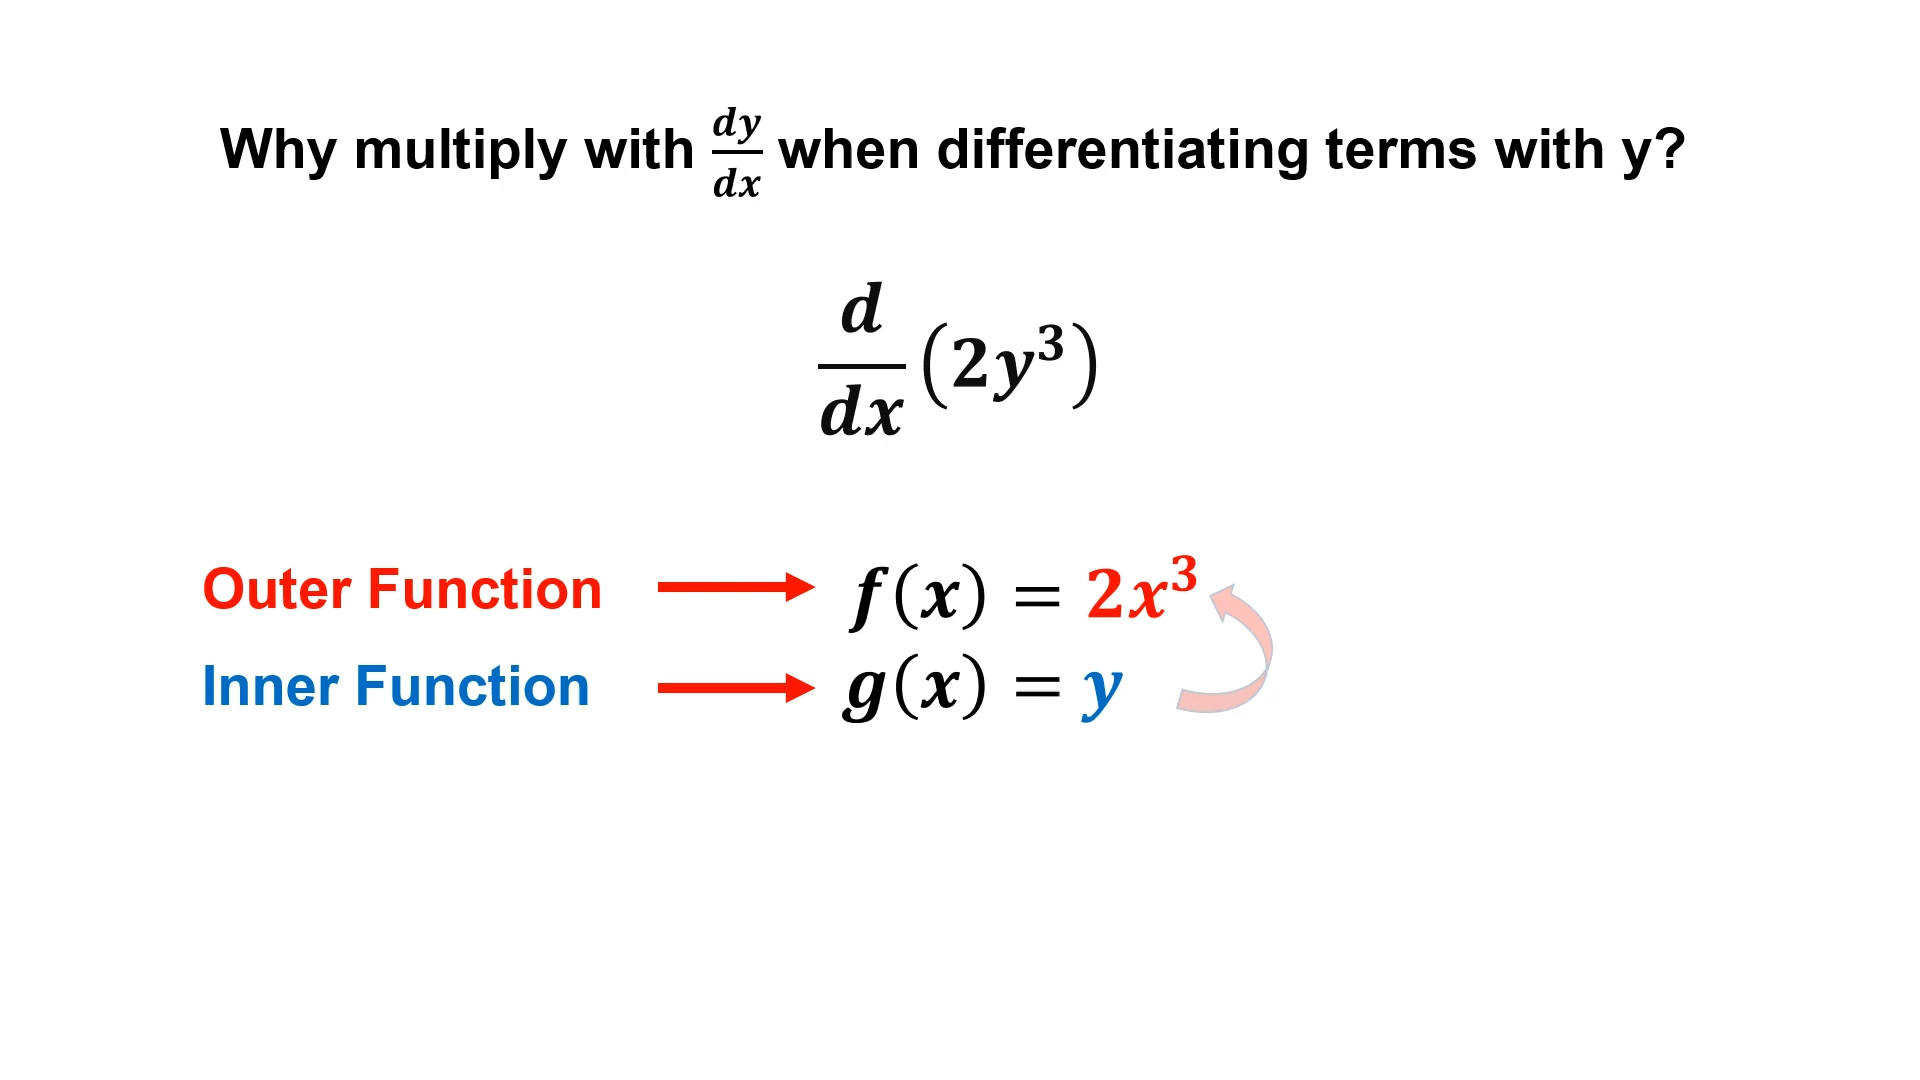 Why multiply with dy/dx when differentiating terms with y?
d/dx (2y³)
Outer Function f(x) = 2x³
Inner Function g(x) = y